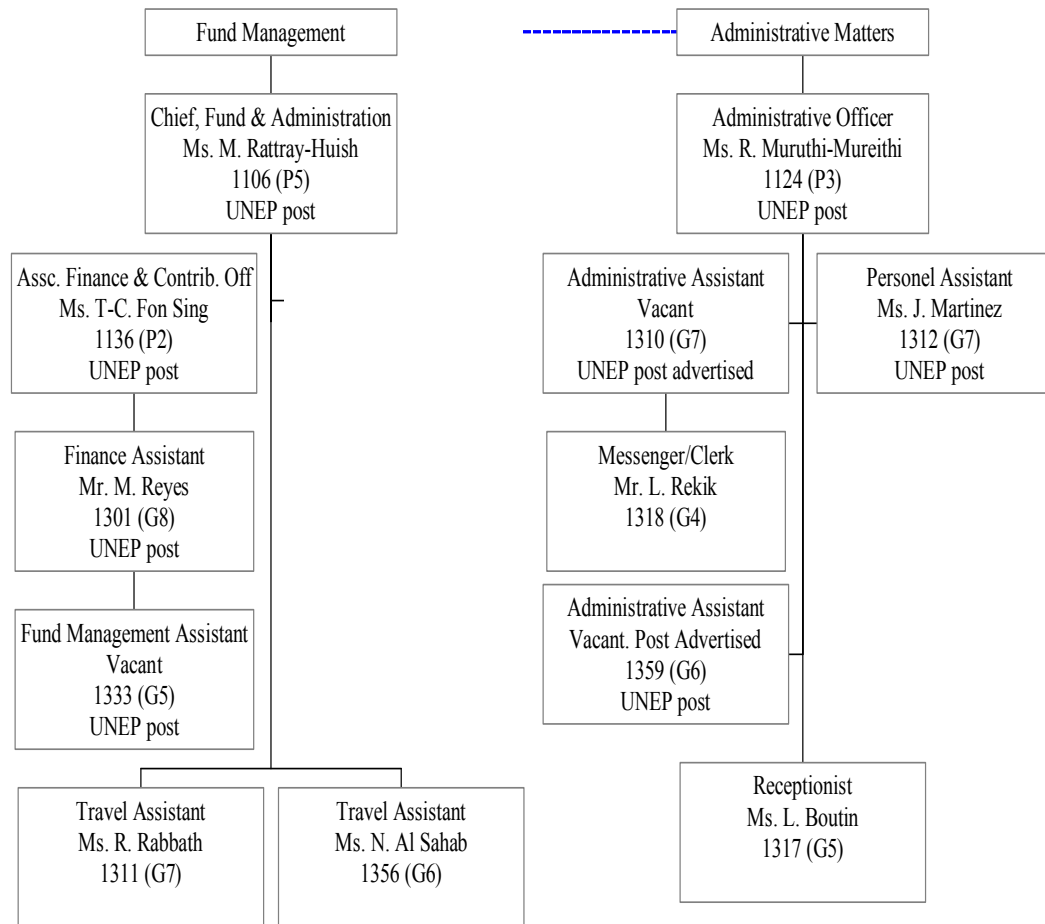 Fund Management
Administrative Matters
Chief, Fund & Administration
Ms. M. Rattray-Huish
1106 (P5)
UNEP post
Administrative Officer
Ms. R. Muruthi-Mureithi
1124 (P3)
UNEP post
Assc. Finance & Contrib. Off
Ms. T-C. Fon Sing
1136 (P2)
UNEP post
Administrative Assistant
Vacant
1310 (G7)
UNEP post advertised
Personel Assistant
Ms. J. Martinez
1312 (G7)
UNEP post
Finance Assistant
Mr. M. Reyes
1301 (G8)
UNEP post
Messenger/Clerk
Mr. L. Rekik
1318 (G4)
Fund Management Assistant
Vacant
1333 (G5)
UNEP post
Administrative Assistant
Vacant. Post Advertised
1359 (G6)
UNEP post
Travel Assistant
Ms. R. Rabbath
1311 (G7)
Travel Assistant
Ms. N. Al Sahab
1356 (G6)
Receptionist
Ms. L. Boutin
1317 (G5)